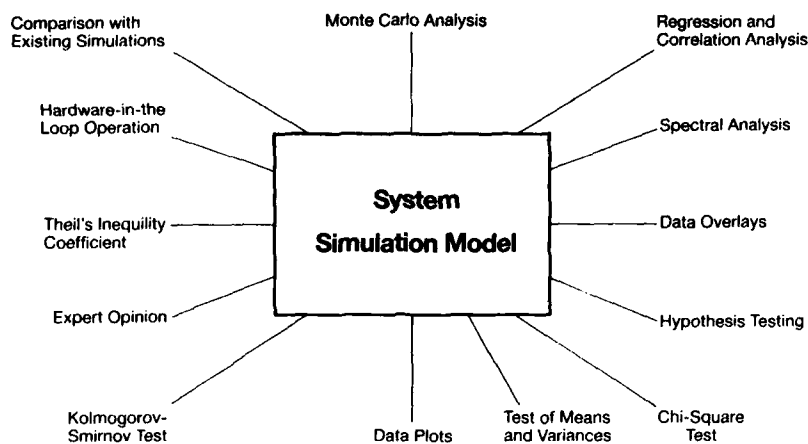 Comparison with
Existing Simulations
Monte Carlo Analysis
Regression and
Correlation Analysis
Hardware-in-the
Loop Operation
Spectral Analysis
System
Simulation Model
Theil's Inequility
Coefficient
Data Overlays
Expert Opinion
Hypothesis Testing
Kolmogorov-
Smirnov Test
Data Plots
Test of Means
and Variances
Chi-Square
Test